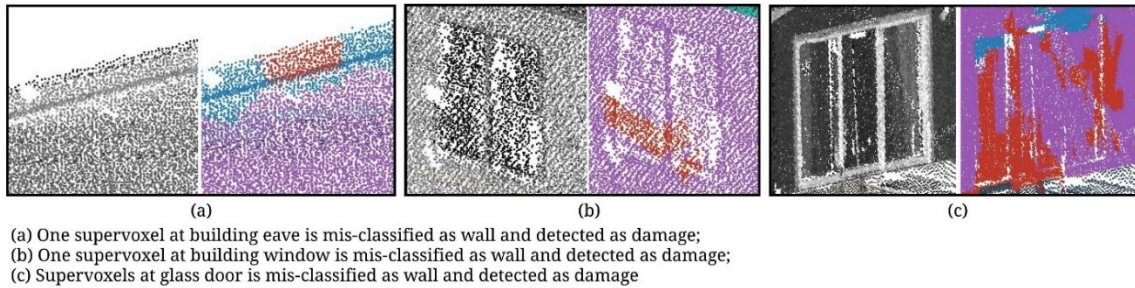 (a)
(b)
(c)
(a) One supervoxel at building eave is mis-classified as wall and detected as damage;
(b) One supervoxel at building window is mis-classified as wall and detected as damage;
(c) Supervoxels at glass door is mis-classified as wall and detected as damage